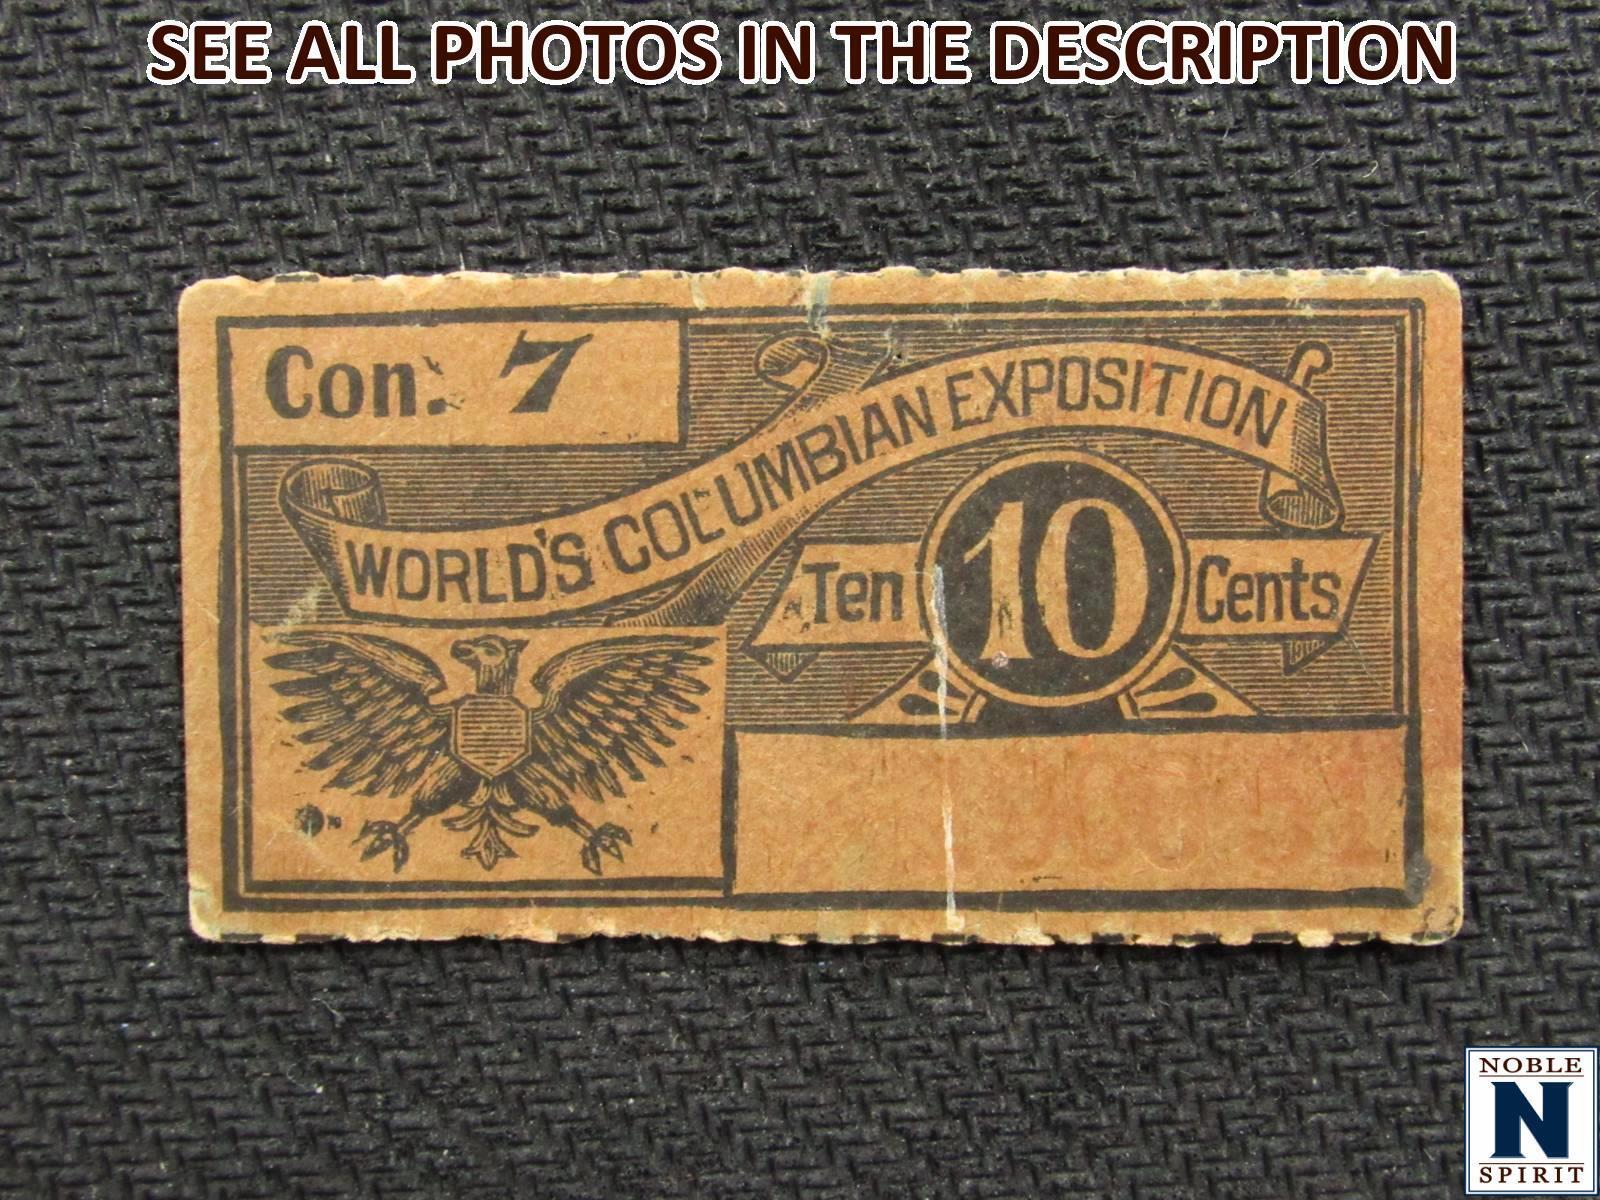 SEE ALL PHOTOS IN THE DESCRIPTION
Con. 7
WORLD'S COLUMBIAN EXPOSITION
Ten 10 Cents
NOBLE
N
SPIRIT